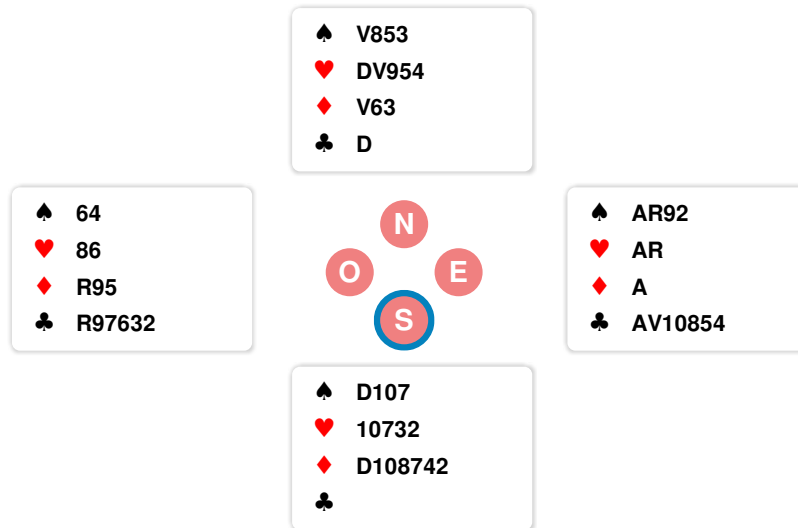 ♠ V853
♥ DV954
♦ V63
♣ D
♠ 64
♥ 86
♦ R95
♣ R97632
N
O E
S
♠ AR92
♥ AR
♦ A
♣ AV10854
♠ D107
♥ 10732
♦ D108742
♣